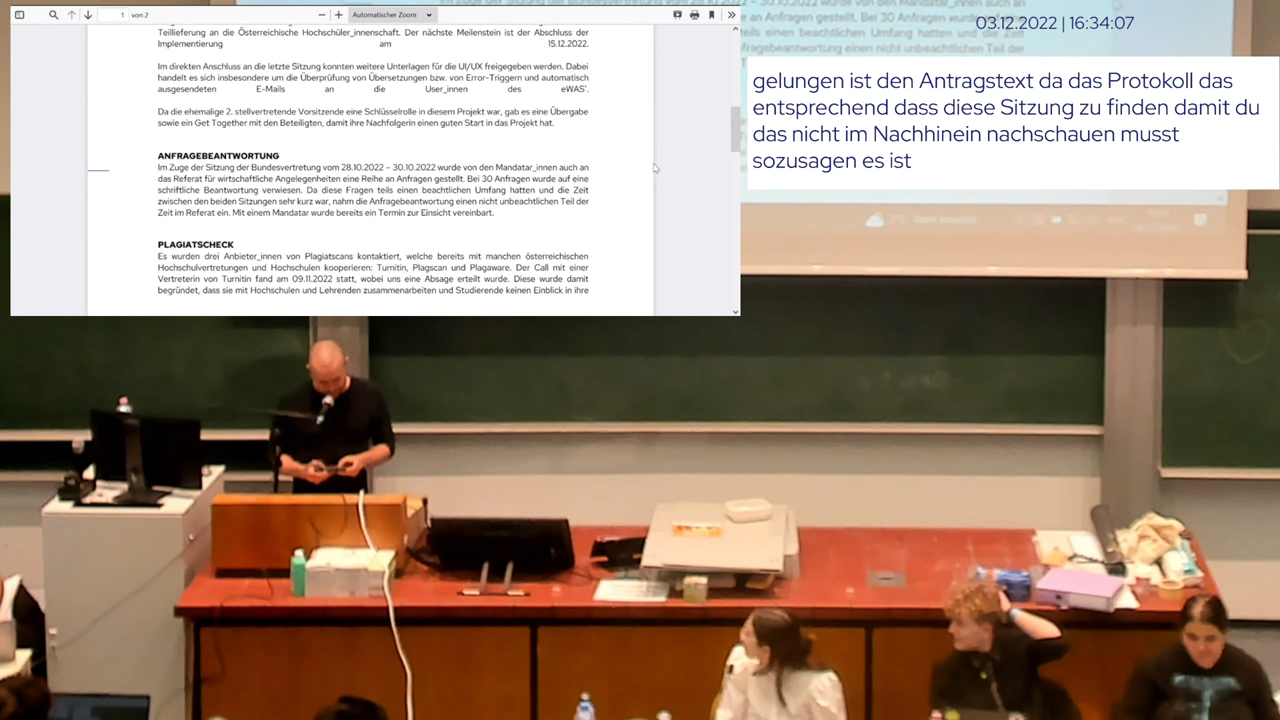 1 von 2
Automatischer Zoom
Teillieferung an die Österreichische Hochschüler_innenschaft. Der nächste Meilenstein ist der Abschluss der
Implementierung am 15.12.2022.
Im direkten Anschluss an die letzte Sitzung konnten weitere Unterlagen für die UI/UX freigegeben werden. Dabei
handelt es sich insbesondere um die Überprüfung von Übersetzungen bzw. von Error-Triggern und automatisch
ausgesendeten E-Mails an die User_innen des eWAS'.
Da die ehemalige 2. stellvertretende Vorsitzende eine Schlüsselrolle in diesem Projekt war, gab es eine Übergabe
sowie ein Get Together mit den Beteiligten, damit ihre Nachfolgerin einen guten Start in das Projekt hat.
ANFRAGEBEANTWORTUNG
Im Zuge der Sitzung der Bundesvertretung vom 28.10.2022 – 30.10.2022 wurde von den Mandatar_innen auch an
das Referat für wirtschaftliche Angelegenheiten eine Reihe an Anfragen gestellt. Bei 30 Anfragen wurde auf eine
schriftliche Beantwortung verwiesen. Da diese Fragen teils einen beachtlichen Umfang hatten und die Zeit
zwischen den beiden Sitzungen sehr kurz war, nahm die Anfragebeantwortung einen nicht unbeachtlichen Teil der
Zeit im Referat ein. Mit einem Mandatar wurde bereits ein Termin zur Einsicht vereinbart.
PLAGIATSCHECK
Es wurden drei Anbieter_innen von Plagiatscans kontaktiert, welche bereits mit manchen österreichischen
Hochschulvertretungen und Hochschulen kooperieren: Turnitin, Plagscan und Plagaware. Der Call mit einer
Vertreterin von Turnitin fand am 09.11.2022 statt, wobei uns eine Absage erteilt wurde. Diese wurde damit
begründet, dass sie mit Hochschulen und Lehrenden zusammenarbeiten und Studierende keinen Einblick in ihre
03.12.2022 | 16:34:07
gelungen ist den Antragstext da das Protokoll das
entsprechend dass diese Sitzung zu finden damit du
das nicht im Nachhinein nachschauen musst
sozusagen es ist